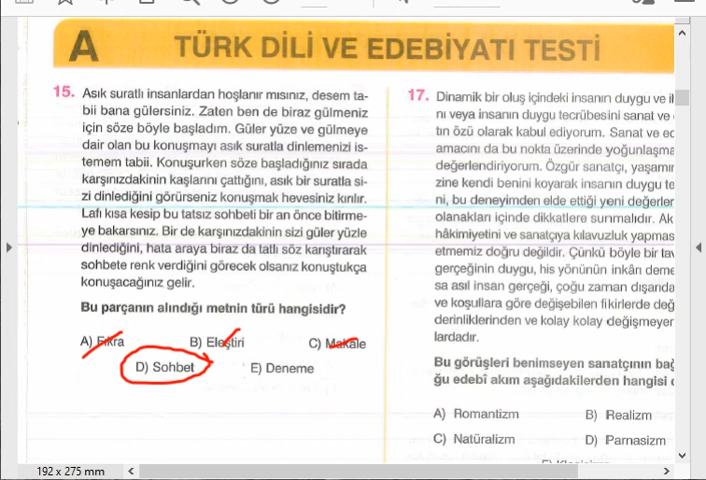 A TÜRK DİLİ VE EDEBİYATI TESTİ
15. Asık suratlı insanlardan hoşlanır mısınız, desem ta-
bii bana gülersiniz. Zaten ben de biraz gülmeniz
için söze böyle başladım. Güler yüze ve gülmeye
dair olan bu konuşmayı asık suratla dinlemenizi is-
temem tabii. Konuşurken söze başladığınız sırada
karşınızdakinin kaşlarını çattığını, asık bir suratla si-
zi dinlediğini görürseniz konuşmak hevesiniz kırılır.
Lafı kısa kesip bu tatsız sohbeti bir an önce bitirme-
ye bakarsınız. Bir de karşınızdakinin sizi güler yüzle
dinlediğini, hata araya biraz da tatlı söz karıştırarak
sohbete renk verdiğini görecek olsanız konuştukça
konuşacağınız gelir.
Bu parçanın alındığı metnin türü hangisidir?
A) Fıkra B) Eleştiri C) Makale
D) Sohbet E) Deneme
17. Dinamik bir oluş içindeki insanın duygu ve
nı veya insanın duygu tecrübesini sanat ve
tın özü olarak kabul ediyorum. Sanat ve
amacını da bu nokta üzerinde yoğunlaşma
değerlendiriyorum. Özgür sanatçı, yaşamın
zine kendi benini koyarak insanın duygu te
ni, bu deneyimden elde ettiği yeni değerler
olanakları içinde dikkatlere sunmalıdır. Ak
hâkimiyetini ve sanatçıya kılavuzluk yapmas
etmemiz doğru değildir. Çünkü böyle bir tav
gerçeğinin duygu, his yönünün inkân deme
sa asıl insan gerçeği, çoğu zaman dışarıda
ve koşullara göre değişebilen fikirlerde değ
derinliklerinden ve kolay kolay değişmeyer
lardadır.
Bu görüşleri benimseyen sanatçının bağ
ğu edebî akım aşağıdakilerden hangisi
A) Romantizm B) Realizm
C) Natüralizm D) Parnasizm
192 x 275 mm